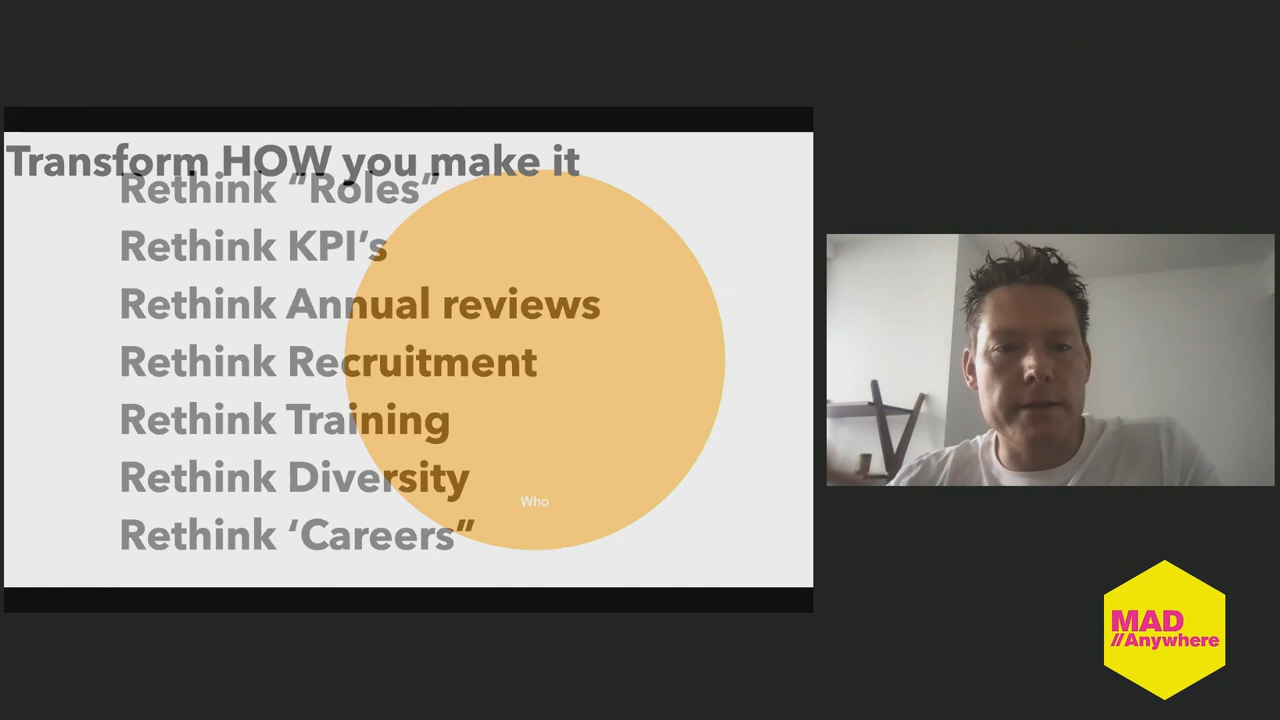 Transform HOW you make it
Rethink “Roles”
Rethink KPI’s
Rethink Annual reviews
Rethink Recruitment
Rethink Training
Rethink Diversity
Who
Rethink ‘Careers”
MAD
//Anywhere